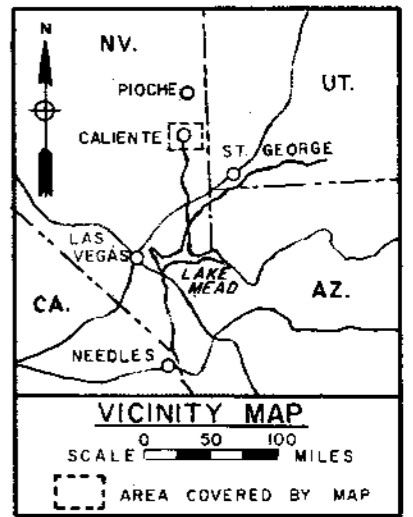 N
NV.
UT.
PIOCHE
CALIENTE
ST. GEORGE
LAS
VEGAS
LAKE
MEAD
CA.
AZ.
NEEDLES
VICINITY MAP
0 50 100
SCALE MILES
AREA COVERED BY MAP